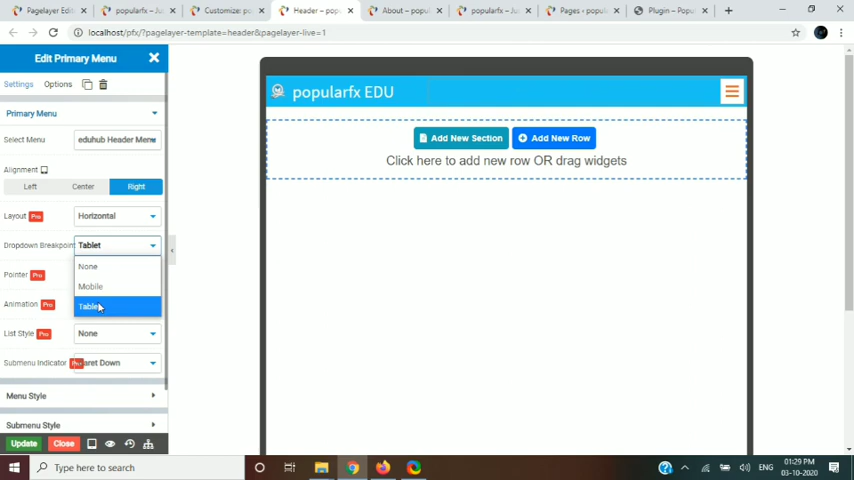 Pagelayer Edit
popularfx – Ju
Customize: po
Header – pop
About – popul
popularfx – Ju
Pages ‹ popul
Plugin – Popu
localhost/pfx/?pagelayer-template=header&pagelayer-live=1
Edit Primary Menu
Settings Options
Primary Menu
Select Menu eduhub Header Menu
Alignment
Left Center Right
Layout Pro Horizontal
Dropdown Breakpoint Tablet
None
Pointer Pro
Mobile
Animation Pro Tablet
List Style Pro None
Submenu Indicator Caret Down
Menu Style
Submenu Style
Update Close
popularfx EDU
Add New Section Add New Row
Click here to add new row OR drag widgets
Type here to search
ENG
01:29 PM
03-10-2020